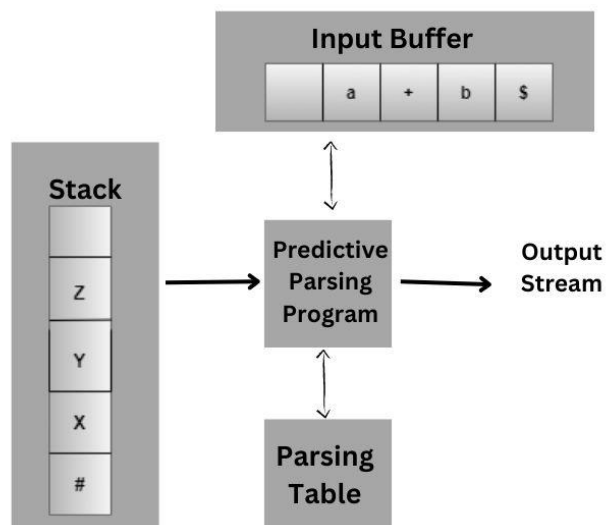 Input Buffer
a + b $
Stack
Z
Y
X
#
Predictive
Parsing
Program
Output
Stream
Parsing
Table